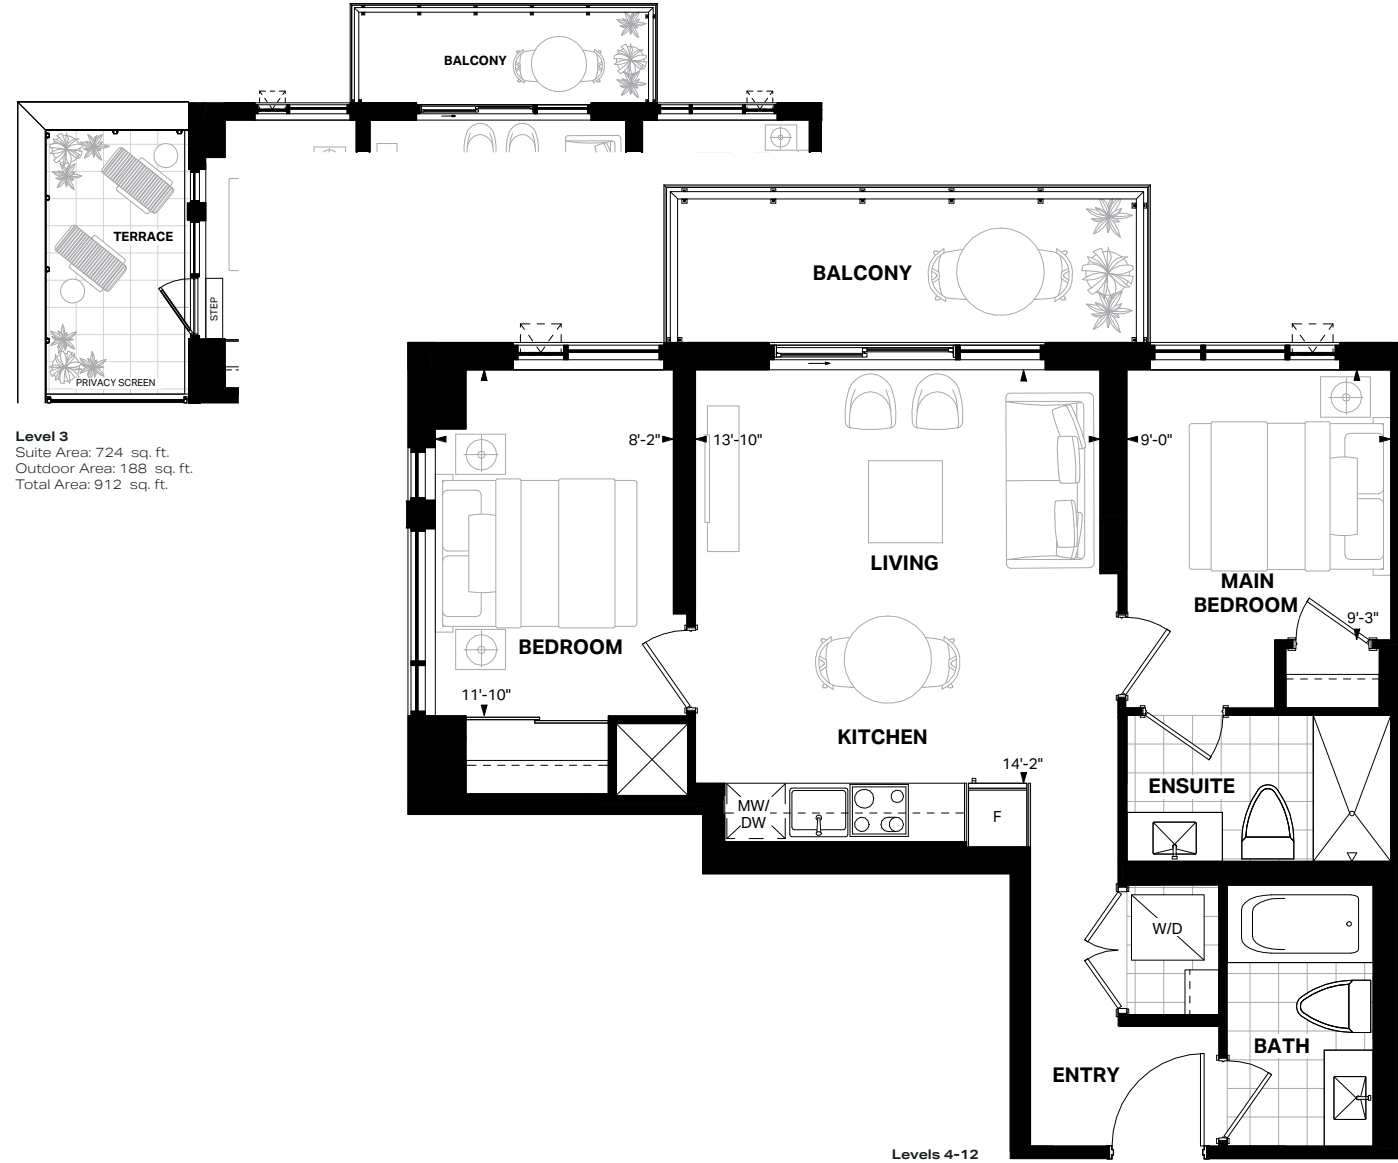 BALCONY
TERRACE
STEP
PRIVACY SCREEN
Level 3
Suite Area: 724 sq. ft.
Outdoor Area: 188 sq. ft.
Total Area: 912 sq. ft.
BALCONY
8'-2"
13'-10"
9'-0"
LIVING
MAIN
BEDROOM
9'-3"
BEDROOM
11'-10"
KITCHEN
14'-2"
MW/
DW
F
ENSUITE
W/D
BATH
ENTRY
Levels 4-12